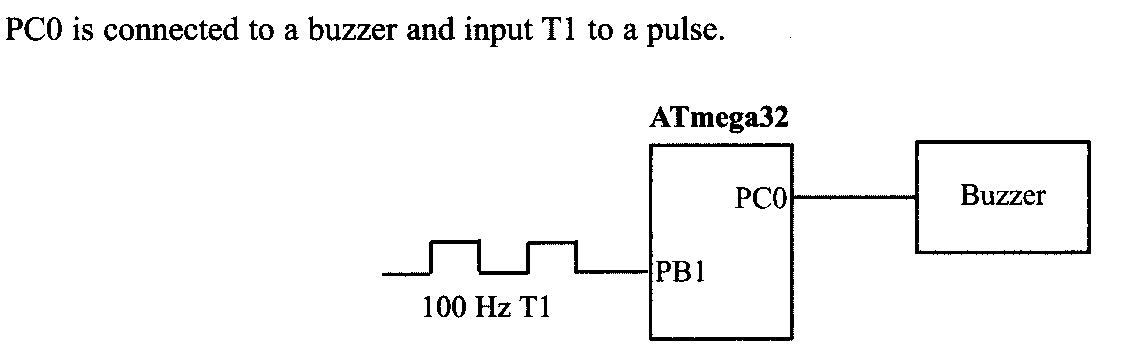 PC0 is connected to a buzzer and input T1 to a pulse.
ATmega32
PC0
Buzzer
PB1
100 Hz T1